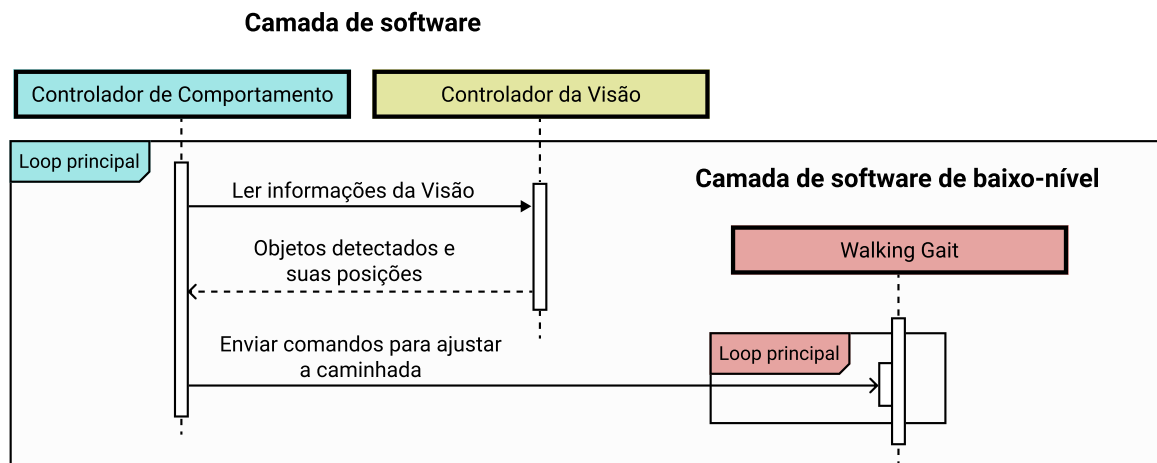 Camada de software
Controlador de Comportamento
Controlador da Visão
Loop principal
Ler informações da Visão
Camada de software de baixo-nível
Objetos detectados e
suas posições
Walking Gait
Enviar comandos para ajustar
a caminhada
Loop principal